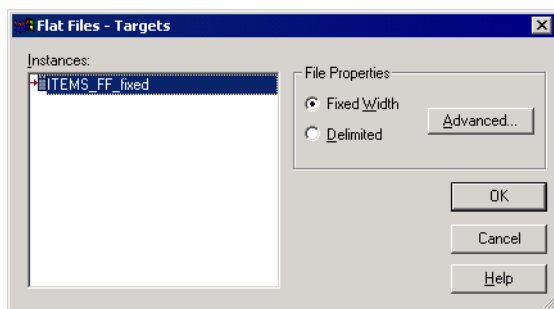 Flat Files - Targets
Instances:
ITEMS_FF_fixed
File Properties
Fixed Width
Delimited
Advanced...
OK
Cancel
Help